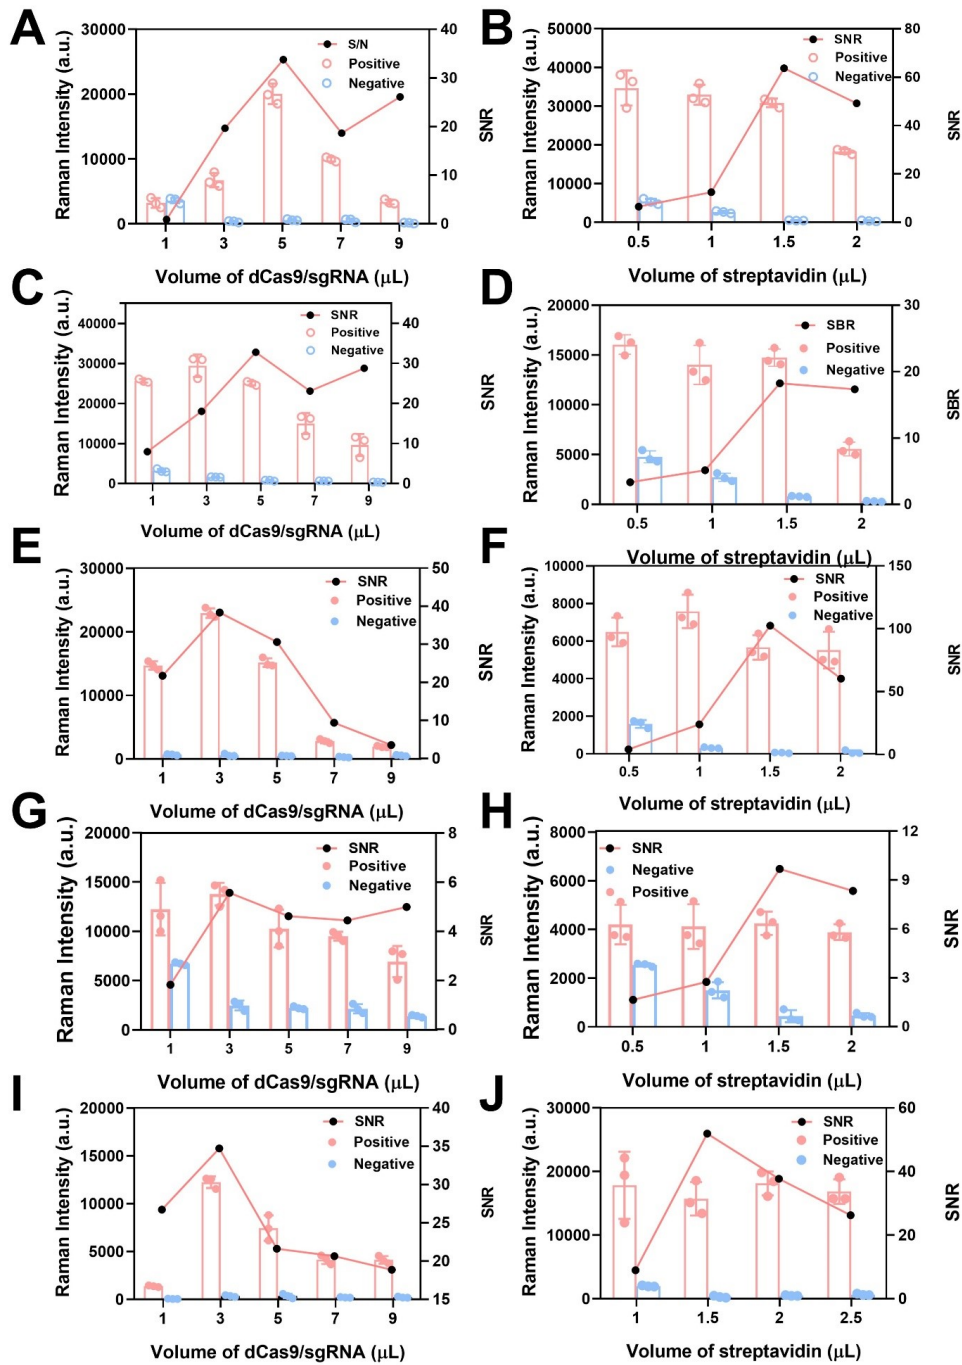 A
Raman Intensity (a.u.)
30000
20000
10000
0
40
30
20
10
0
SNR
S/N
Positive
Negative
1 3 5 7 9
Volume of dCas9/sgRNA (μL)
B
Raman Intensity (a.u.)
50000
40000
30000
20000
10000
0
80
60
40
20
0
SNR
SNR
Positive
Negative
0.5 1 1.5 2
Volume of streptavidin (μL)
C
Raman Intensity (a.u.)
40000
30000
20000
10000
0
40
30
20
10
0
SNR
SNR
Positive
Negative
1 3 5 7 9
Volume of dCas9/sgRNA (μL)
D
Raman Intensity (a.u.)
20000
15000
10000
5000
0
30
20
10
0
SBR
SBR
Positive
Negative
0.5 1 1.5 2
Volume of streptavidin (μL)
E
Raman Intensity (a.u.)
30000
20000
10000
0
50
40
30
20
10
0
SNR
SNR
Positive
Negative
1 3 5 7 9
Volume of dCas9/sgRNA (μL)
F
Raman Intensity (a.u.)
10000
8000
6000
4000
2000
0
150
100
50
0
SNR
SNR
Positive
Negative
0.5 1 1.5 2
Volume of streptavidin (μL)
G
Raman Intensity (a.u.)
20000
15000
10000
5000
0
8
6
4
2
0
SNR
SNR
Positive
Negative
1 3 5 7 9
Volume of dCas9/sgRNA (μL)
H
Raman Intensity (a.u.)
8000
6000
4000
2000
0
12
9
6
3
0
SNR
SNR
Negative
Positive
0.5 1 1.5 2
Volume of streptavidin (μL)
I
Raman Intensity (a.u.)
20000
15000
10000
5000
0
40
35
30
25
20
15
SNR
SNR
Positive
Negative
1 3 5 7 9
Volume of dCas9/sgRNA (μL)
J
Raman Intensity (a.u.)
30000
20000
10000
0
60
40
20
0
SNR
SNR
Positive
Negative
1 1.5 2 2.5
Volume of streptavidin (μL)